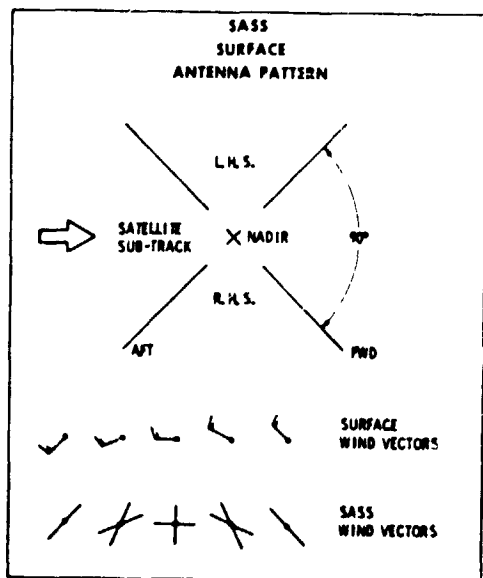 SASS
SURFACE
ANTENNA PATTERN
L.H.S.
SATELLITE
SUB-TRACK
NADIR
90°
R.H.S.
AFT
FWD
SURFACE
WIND VECTORS
SASS
WIND VECTORS